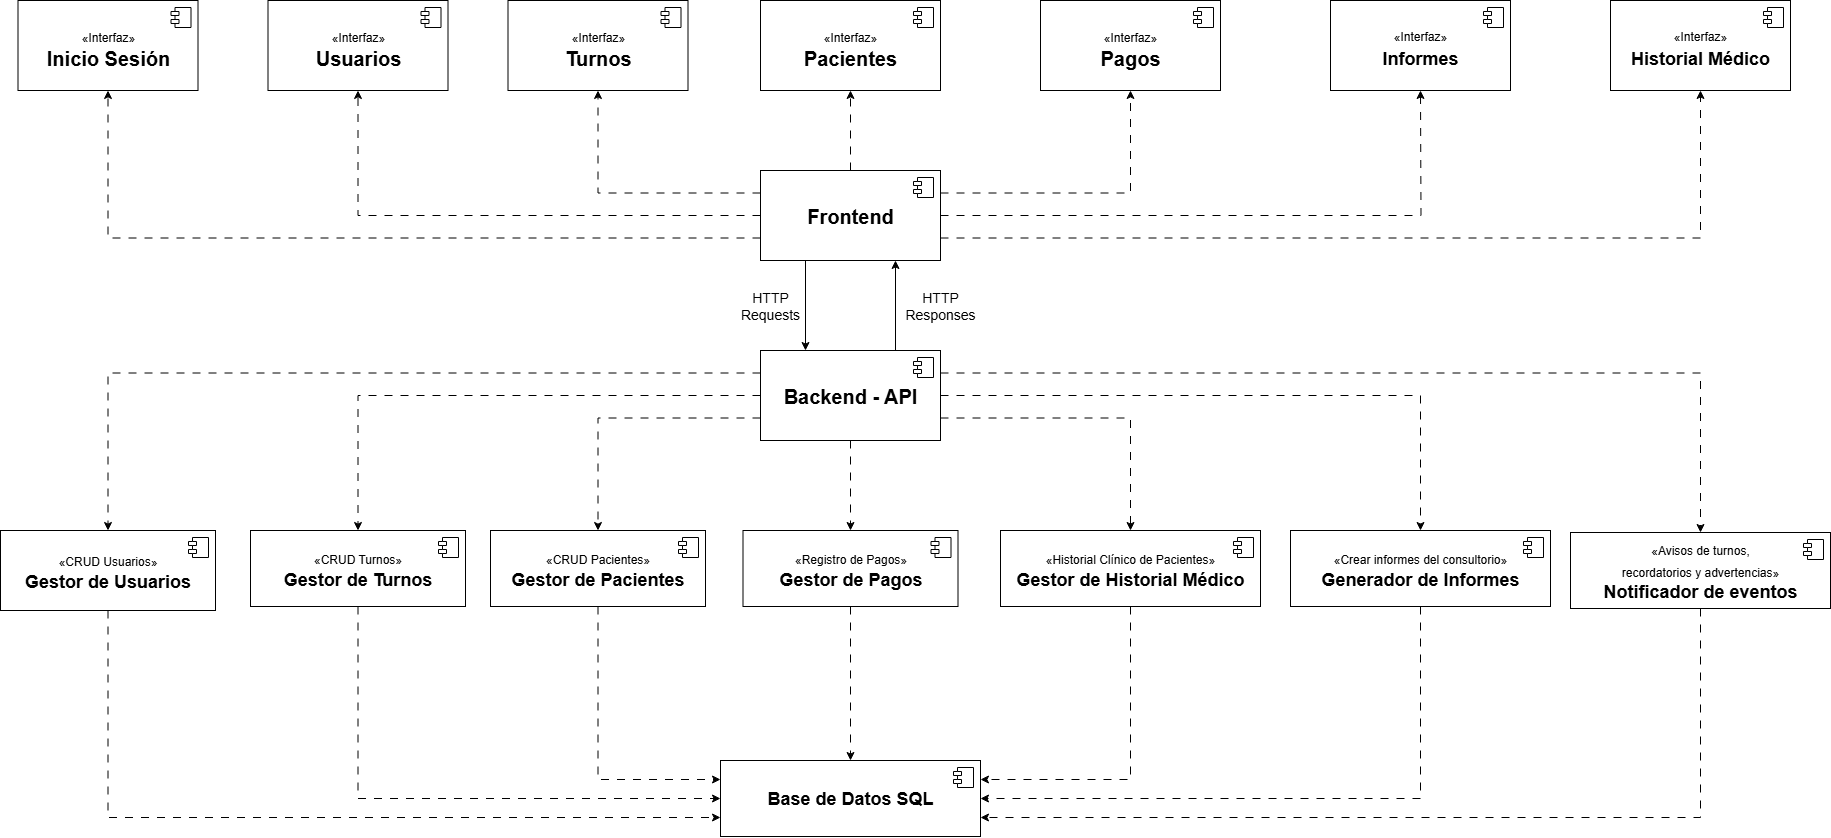 «Interfaz»
Inicio Sesión
«Interfaz»
Usuarios
«Interfaz»
Turnos
«Interfaz»
Pacientes
«Interfaz»
Pagos
«Interfaz»
Informes
«Interfaz»
Historial Médico
Frontend
HTTP
Requests
HTTP
Responses
Backend - API
«CRUD Usuarios»
Gestor de Usuarios
«CRUD Turnos»
Gestor de Turnos
«CRUD Pacientes»
Gestor de Pacientes
«Registro de Pagos»
Gestor de Pagos
«Historial Clínico de Pacientes»
Gestor de Historial Médico
«Crear informes del consultorio»
Generador de Informes
«Avisos de turnos,
recordatorios y advertencias»
Notificador de eventos
Base de Datos SQL